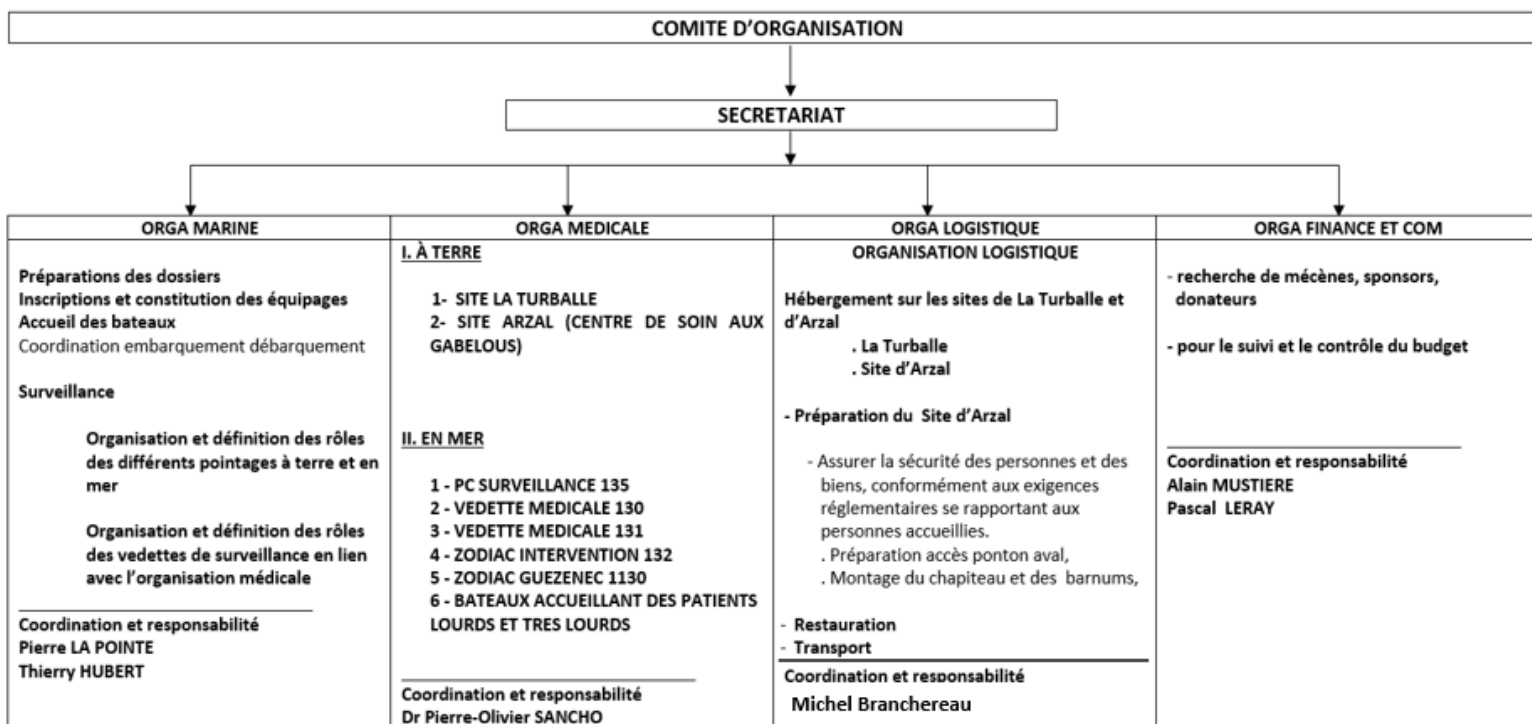 COMITE D'ORGANISATION
SECRETARIAT
ORGA MARINE
Préparations des dossiers
Inscriptions et constitution des équipages
Accueil des bateaux
Coordination embarquement débarquement
Surveillance
Organisation et définition des rôles
des différents pointages à terre et en
mer
Organisation et définition des rôles
des vedettes de surveillance en lien
avec l'organisation médicale
Coordination et responsabilité
Pierre LA POINTE
Thierry HUBERT
ORGA MEDICALE
I. À TERRE
1- SITE LA TURBALLE
2- SITE ARZAL (CENTRE DE SOIN AUX
GABELOUS)
II. EN MER
1 - PC SURVEILLANCE 135
2 - VEDETTE MEDICALE 130
3 - VEDETTE MEDICALE 131
4 - ZODIAC INTERVENTION 132
5 - ZODIAC GUEZENEC 1130
6 - BATEAUX ACCUEILLANT DES PATIENTS
LOURDS ET TRES LOURDS
Coordination et responsabilité
Dr Pierre-Olivier SANCHO
ORGA LOGISTIQUE
ORGANISATION LOGISTIQUE
Hébergement sur les sites de La Turballe et
d'Arzal
. La Turballe
. Site d'Arzal
- Préparation du Site d'Arzal
- Assurer la sécurité des personnes et des
biens, conformément aux exigences
réglementaires se rapportant aux
personnes accueillies.
. Préparation accès ponton aval,
. Montage du chapiteau et des barnums,
- Restauration
- Transport
Coordination et responsabilité
Michel Branchereau
ORGA FINANCE ET COM
- recherche de mécènes, sponsors,
donateurs
- pour le suivi et le contrôle du budget
Coordination et responsabilité
Alain MUSTIERE
Pascal LERAY